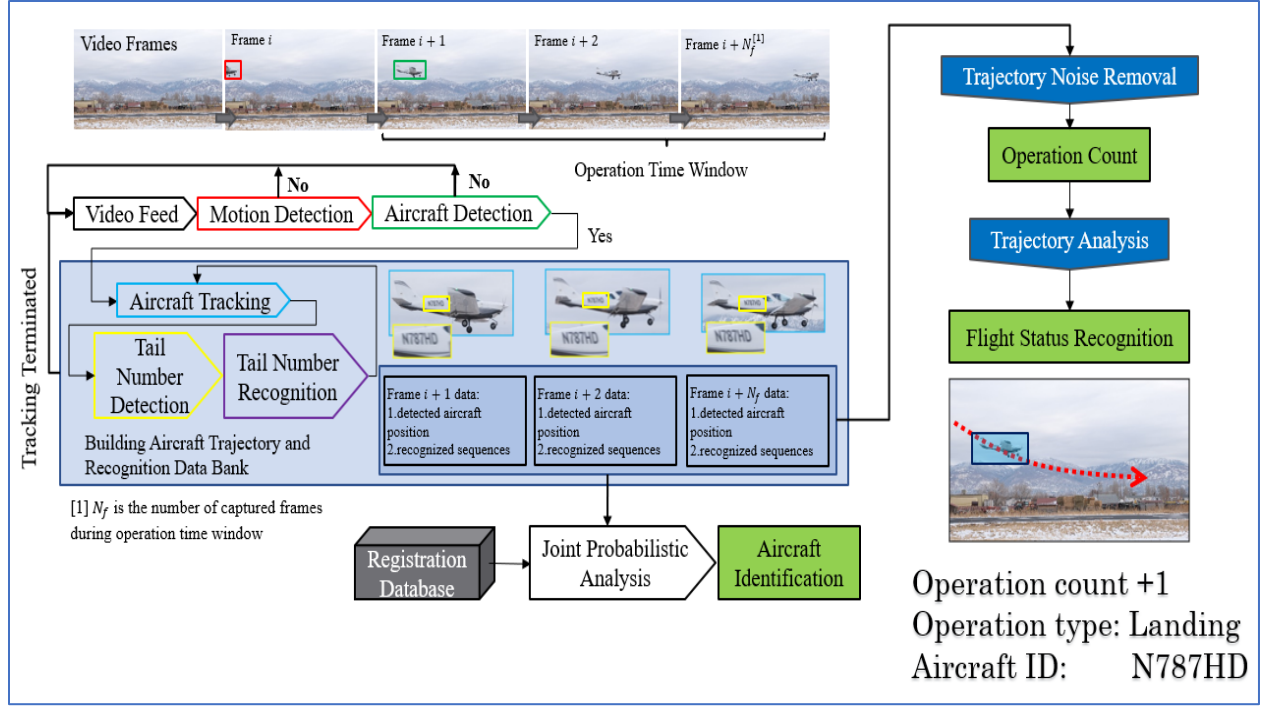 Video Frames
Frame i
Frame i + 1
Frame i + 2
Frame i + N_f^[1]
Operation Time Window
No
No
Video Feed
Motion Detection
Aircraft Detection
Yes
Tracking Terminated
Aircraft Tracking
Tail
Number
Detection
Tail Number
Recognition
Building Aircraft Trajectory and
Recognition Data Bank
N787HD
N787HD
N787HD
N787HD
N787HD
N787HD
Frame i + 1 data:
1.detected aircraft
position
2.recognized sequences
Frame i + 2 data:
1.detected aircraft
position
2.recognized sequences
Frame i + N_f data:
1.detected aircraft
position
2.recognized sequences
[1] N_f is the number of captured frames
during operation time window
Registration
Database
Joint Probabilistic
Analysis
Aircraft
Identification
Trajectory Noise Removal
Operation Count
Trajectory Analysis
Flight Status Recognition
Operation count +1
Operation type: Landing
Aircraft ID: N787HD